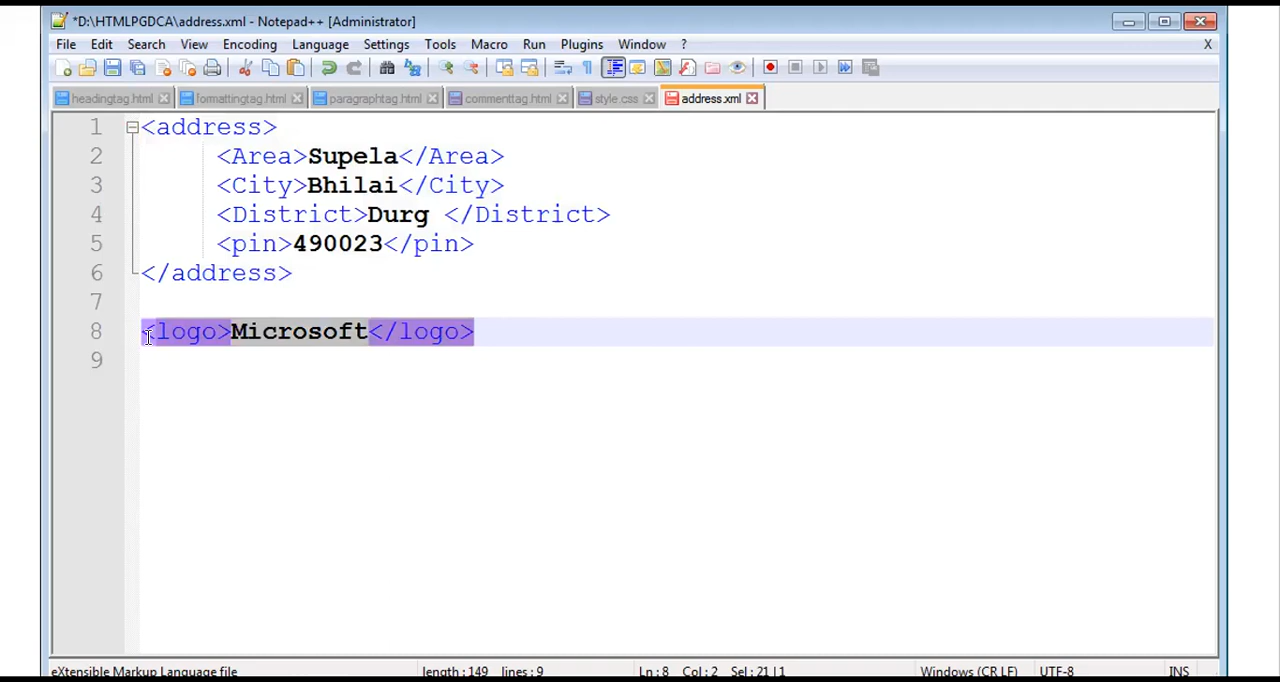 *D:\HTMLPGDCA\address.xml - Notepad++ [Administrator]
File Edit Search View Encoding Language Settings Tools Macro Run Plugins Window ? X
headingtag.html formattingtag.html paragraphtag.html commenttag.html style.css address.xml
1 <address>
2 <Area>Supela</Area>
3 <City>Bhilai</City>
4 <District>Durg </District>
5 <pin>490023</pin>
6 </address>
7
8 <logo>Microsoft</logo>
9
eXtensible Markup Language file length : 149 lines : 9 Ln : 8 Col : 2 Sel : 21 | 1 Windows (CR LF) UTF-8 INS